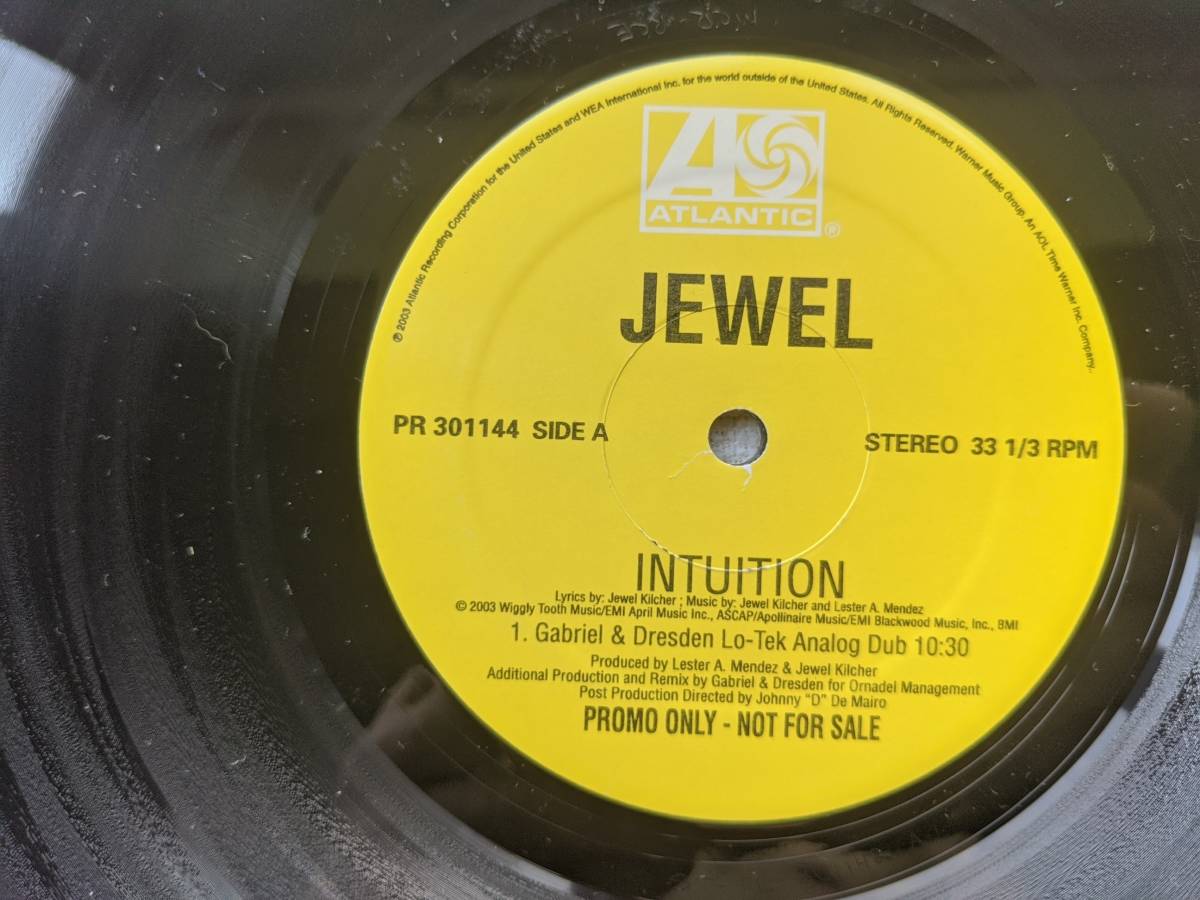 ℗ 2003 Atlantic Recording Corporation for the United States and WEA International Inc. for the world outside of the United States. All Rights Reserved. Warner Music Group. An AOL Time Warner Inc. Company.
ATLANTIC®
JEWEL
PR 301144 SIDE A
STEREO 33 1/3 RPM
INTUITION
Lyrics by: Jewel Kilcher ; Music by: Jewel Kilcher and Lester A. Mendez
© 2003 Wiggly Tooth Music/EMI April Music Inc., ASCAP/Apollinaire Music/EMI Blackwood Music, Inc., BMI
1. Gabriel & Dresden Lo-Tek Analog Dub 10:30
Produced by Lester A. Mendez & Jewel Kilcher
Additional Production and Remix by Gabriel & Dresden for Ornadel Management
Post Production Directed by Johnny "D" De Mairo
PROMO ONLY - NOT FOR SALE